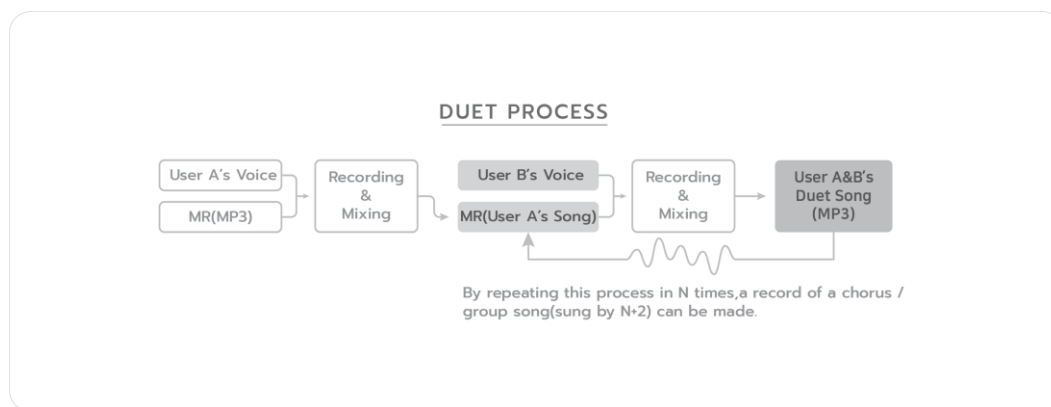 DUET PROCESS
User A's Voice
MR(MP3)
Recording
&
Mixing
User B's Voice
MR(User A's Song)
Recording
&
Mixing
User A&B's
Duet Song
(MP3)
By repeating this process in N times,a record of a chorus /
group song(sung by N+2) can be made.